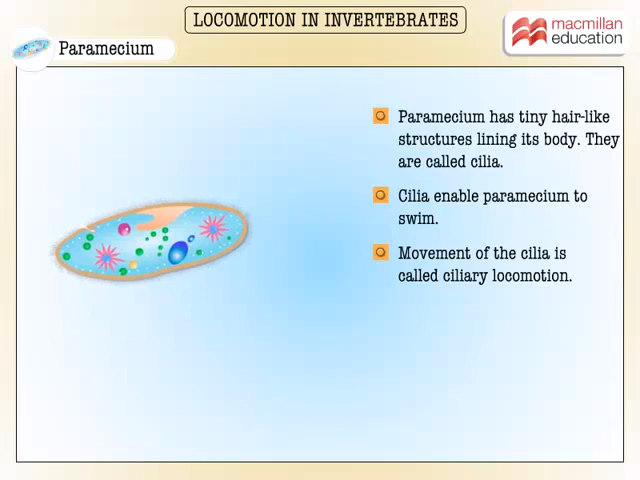 LOCOMOTION IN INVERTEBRATES
macmillan
education
Paramecium
Paramecium has tiny hair-like
structures lining its body. They
are called cilia.
Cilia enable paramecium to
swim.
Movement of the cilia is
called ciliary locomotion.